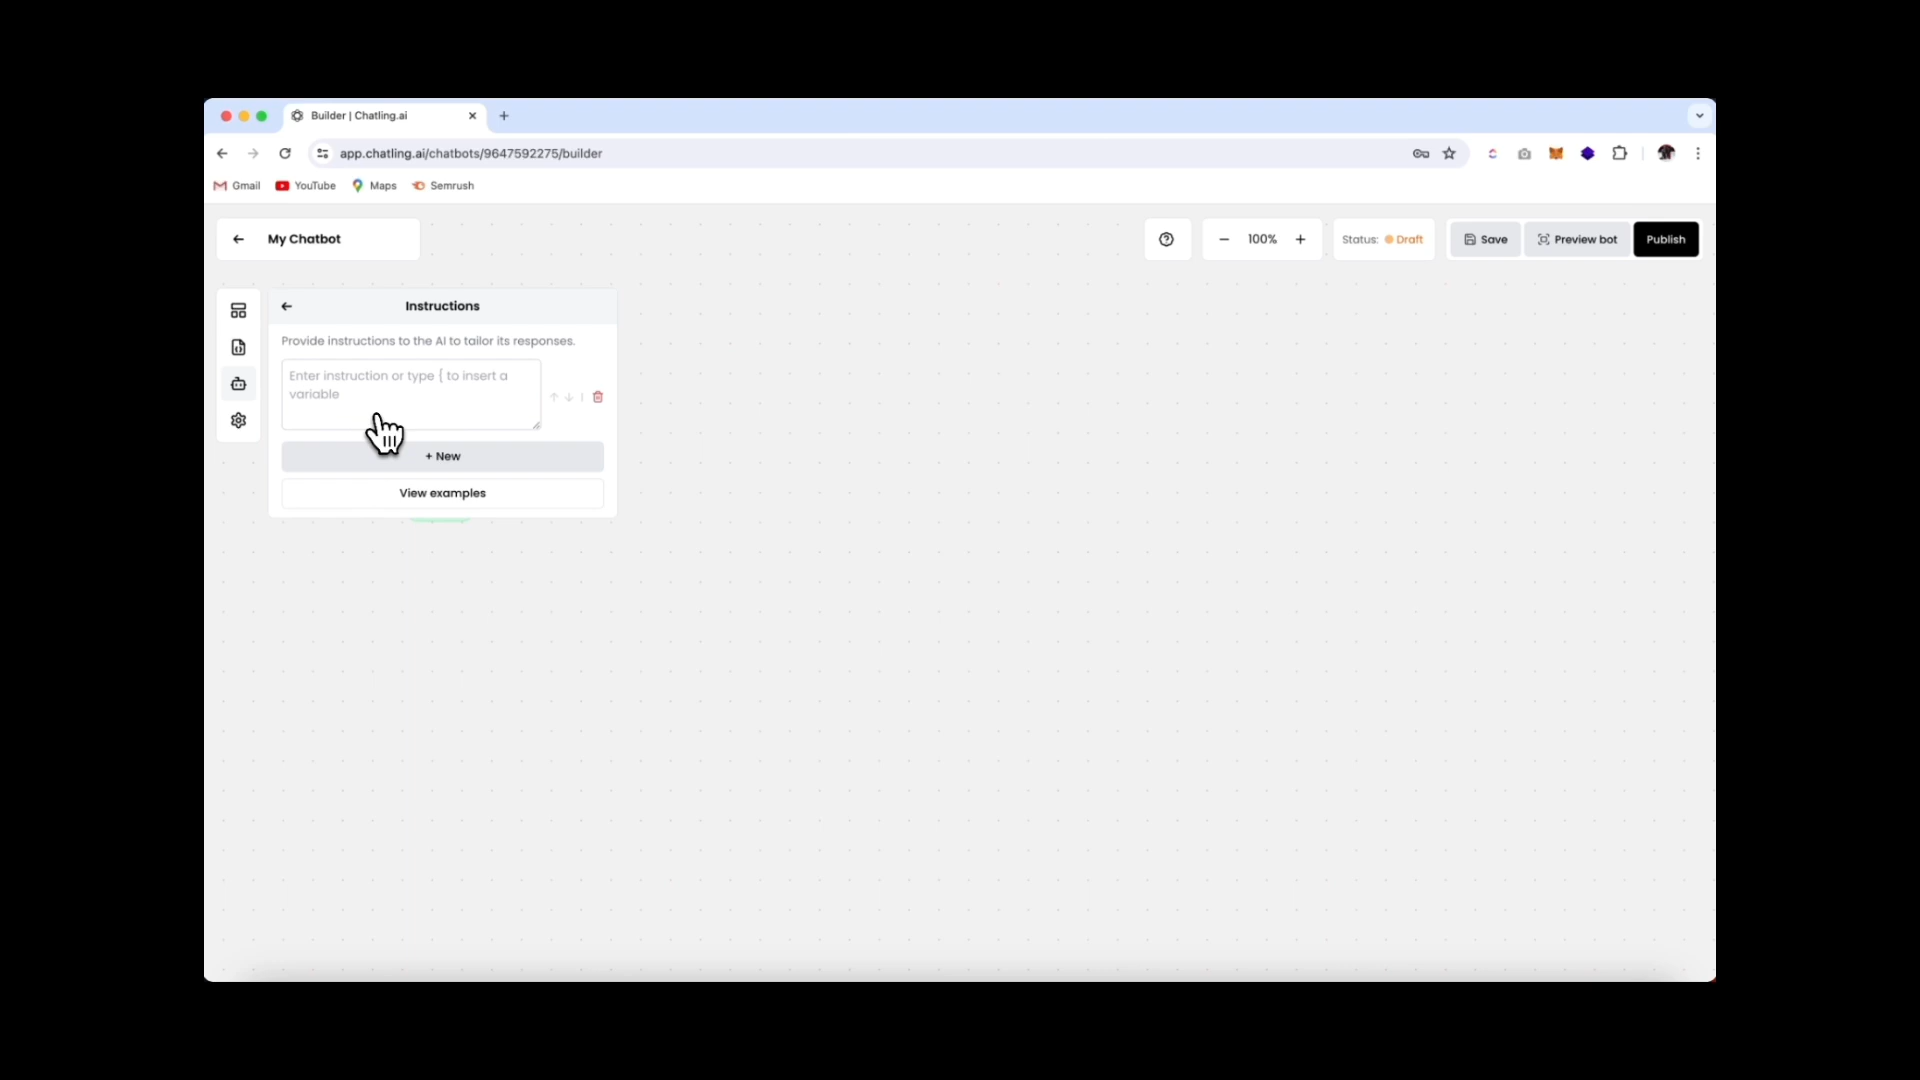 Builder | Chatling.ai
app.chatling.ai/chatbots/9647592275/builder
Gmail YouTube Maps Semrush
My Chatbot
100%
Status: Draft
Save
Preview bot
Publish
Instructions
Provide instructions to the AI to tailor its responses.
Enter instruction or type { to insert a
variable
+ New
View examples